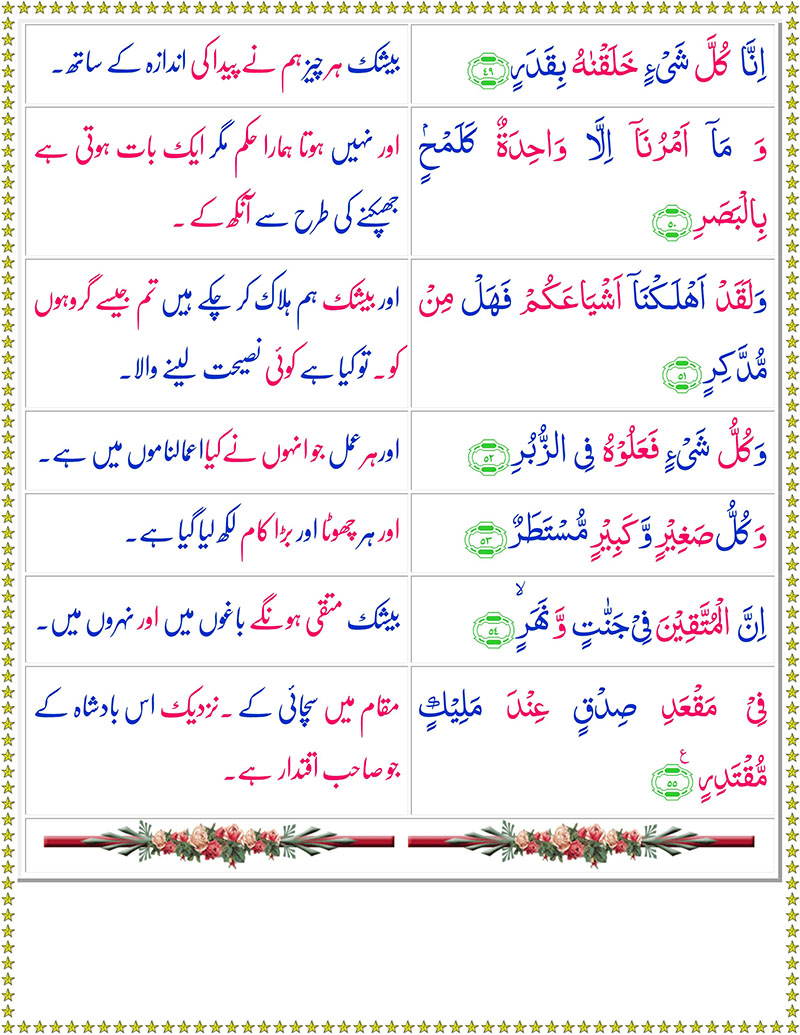 اِنَّا كُلَّ شَىْءٍ خَلَقْنٰهُ بِقَدَرٍ ﴿٤٩﴾
بیشک ہر چیز ہم نے پیدا کی اندازہ کے ساتھ۔
وَ مَاۤ اَمْرُنَاۤ اِلَّا وَاحِدَةٌ كَلَمْحٍۭ
بِالْبَصَرِ ﴿٥٠﴾
اور نہیں ہوتا ہمارا حکم مگر ایک بات ہوتی ہے
جھپکنے کی طرح سے آنکھ کے ۔
وَلَقَدْ اَهْلَكْنَاۤ اَشْيَاعَكُمْ فَهَلْ مِنْ
مُّدَّكِرٍ ﴿٥١﴾
اور بیشک ہم ہلاک کر چکے ہیں تم جیسے گروہوں
کو ۔ تو کیا ہے کوئی نصیحت لینے والا۔
وَكُلُّ شَىْءٍ فَعَلُوْهُ فِى الزُّبُرِ ﴿٥٢﴾
اور ہر عمل جو انہوں نے کیا اعمالناموں میں ہے ۔
وَكُلُّ صَغِيْرٍ وَّكَبِيْرٍ مُّسْتَطَرٌ ﴿٥٣﴾
اور ہر چھوٹا اور بڑا کام لکھ لیا گیا ہے۔
اِنَّ الْمُتَّقِيْنَ فِىْ جَنّٰتٍ وَّ نَهَرٍۙ ﴿٥٤﴾
بیشک متقی ہونگے باغوں میں اور نہروں میں۔
فِىْ مَقْعَدِ صِدْقٍ عِنْدَ مَلِيْكٍ
مُّقْتَدِرٍ ع ﴿٥٥﴾
مقام میں سچائی کے ۔ نزدیک اس بادشاہ کے
جو صاحب اقتدار ہے۔